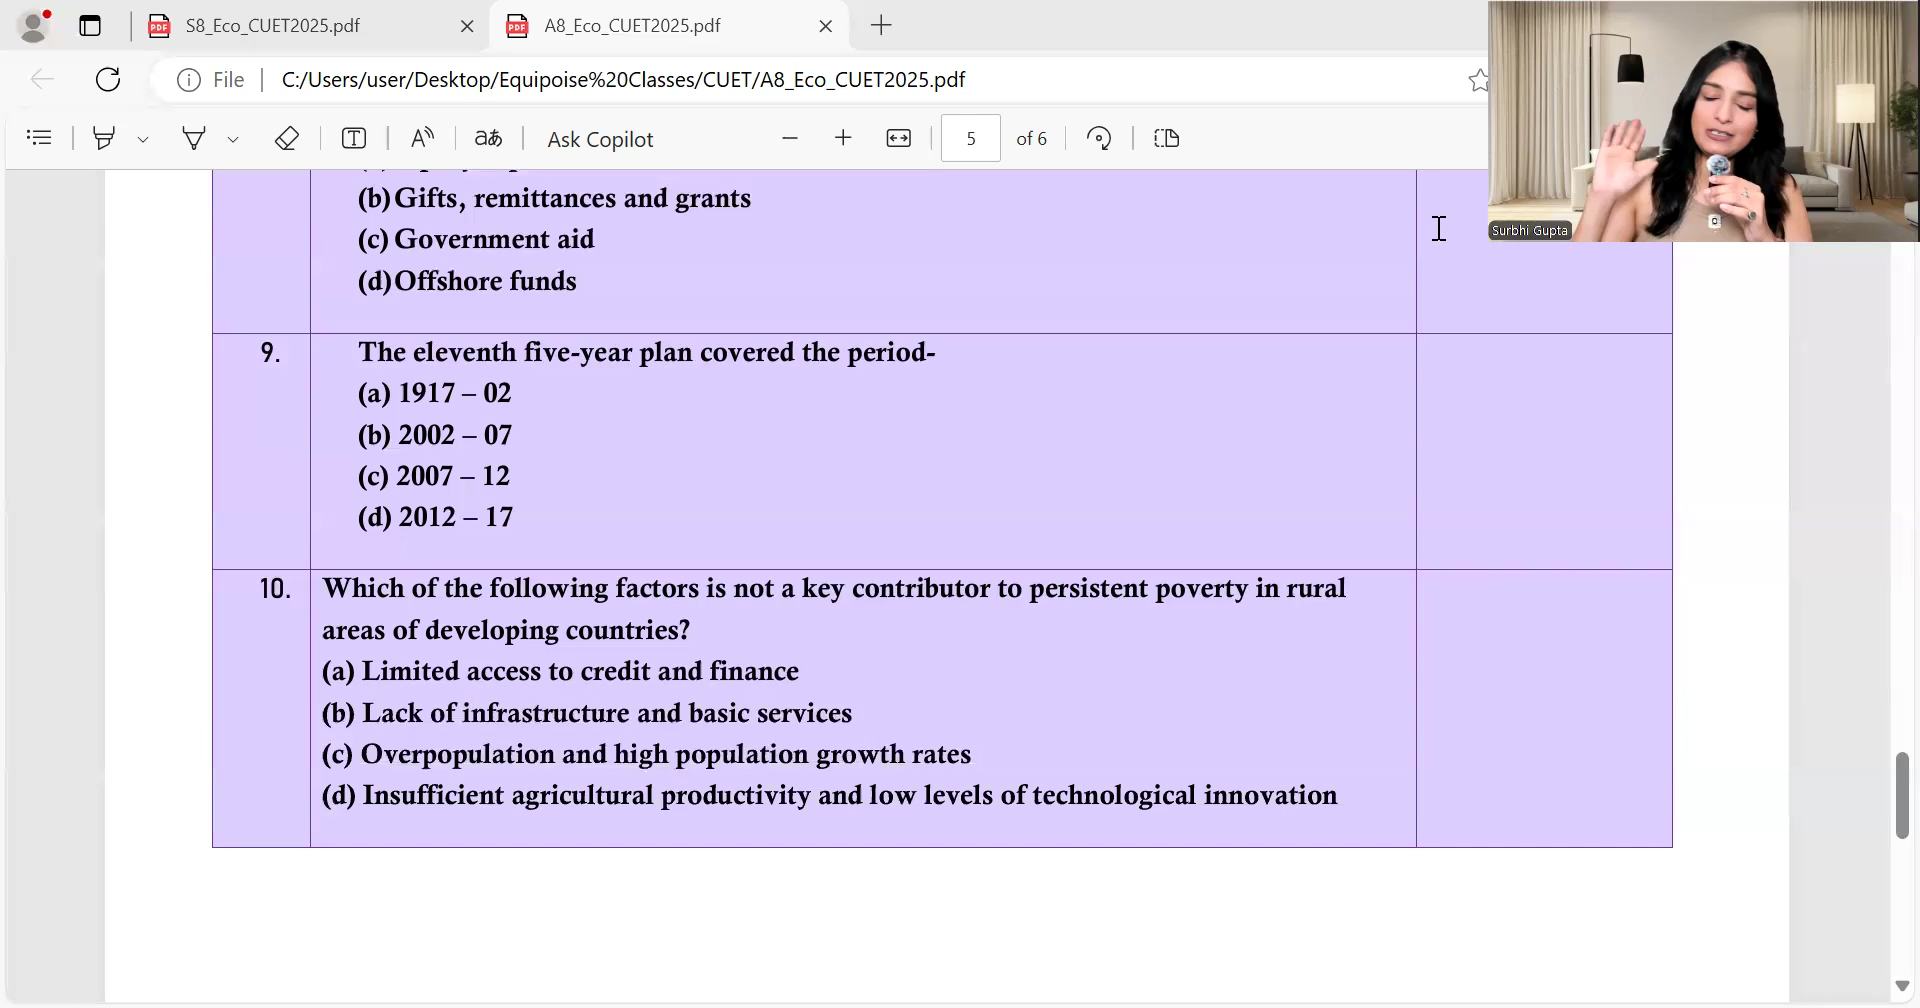 S8_Eco_CUET2025.pdf
A8_Eco_CUET2025.pdf
File
C:/Users/user/Desktop/Equipoise%20Classes/CUET/A8_Eco_CUET2025.pdf
Ask Copilot
5
of 6
(b) Gifts, remittances and grants
(c) Government aid
(d) Offshore funds
Surbhi Gupta
9.
The eleventh five-year plan covered the period-
(a) 1917 – 02
(b) 2002 – 07
(c) 2007 – 12
(d) 2012 – 17
10.
Which of the following factors is not a key contributor to persistent poverty in rural
areas of developing countries?
(a) Limited access to credit and finance
(b) Lack of infrastructure and basic services
(c) Overpopulation and high population growth rates
(d) Insufficient agricultural productivity and low levels of technological innovation